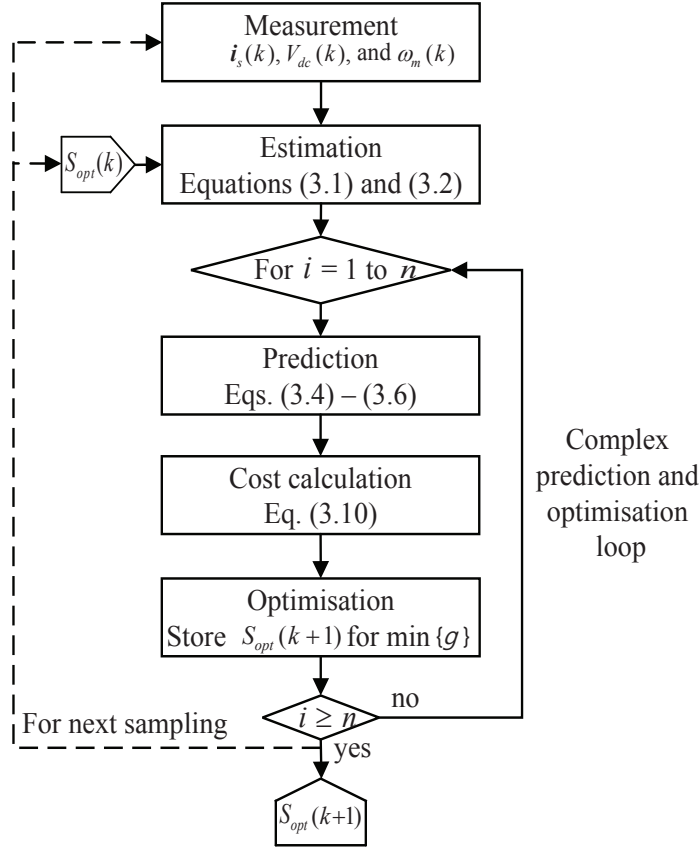 Measurement
i_s(k), V_dc(k), and ω_m(k)
S_opt(k)
Estimation
Equations (3.1) and (3.2)
For i = 1 to n
Prediction
Eqs. (3.4) – (3.6)
Cost calculation
Eq. (3.10)
Complex
prediction and
optimisation
loop
Optimisation
Store S_opt(k+1) for min {g}
i ≥ n
no
For next sampling
yes
S_opt(k+1)